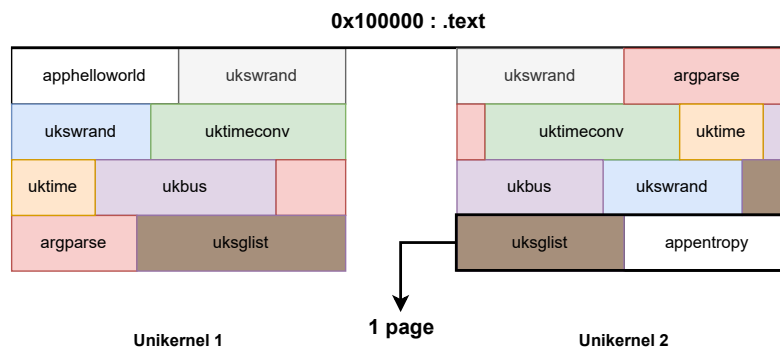 0x100000 : .text
apphelloworld ukswrand
ukswrand uktimeconv
uktime ukbus
argparse uksglist
ukswrand argparse
uktimeconv uktime
ukbus ukswrand
uksglist appentropy
1 page
Unikernel 1
Unikernel 2